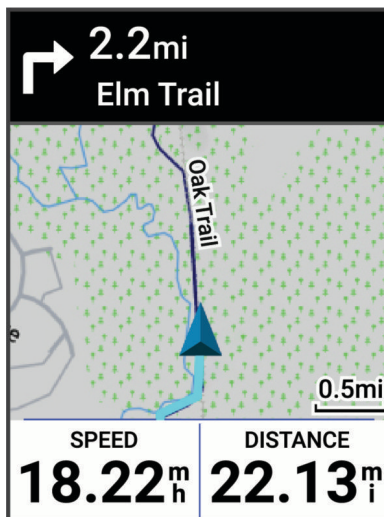 2.2mi
Elm Trail
Oak Trail
0.5mi
SPEED
18.22mh
DISTANCE
22.13mi